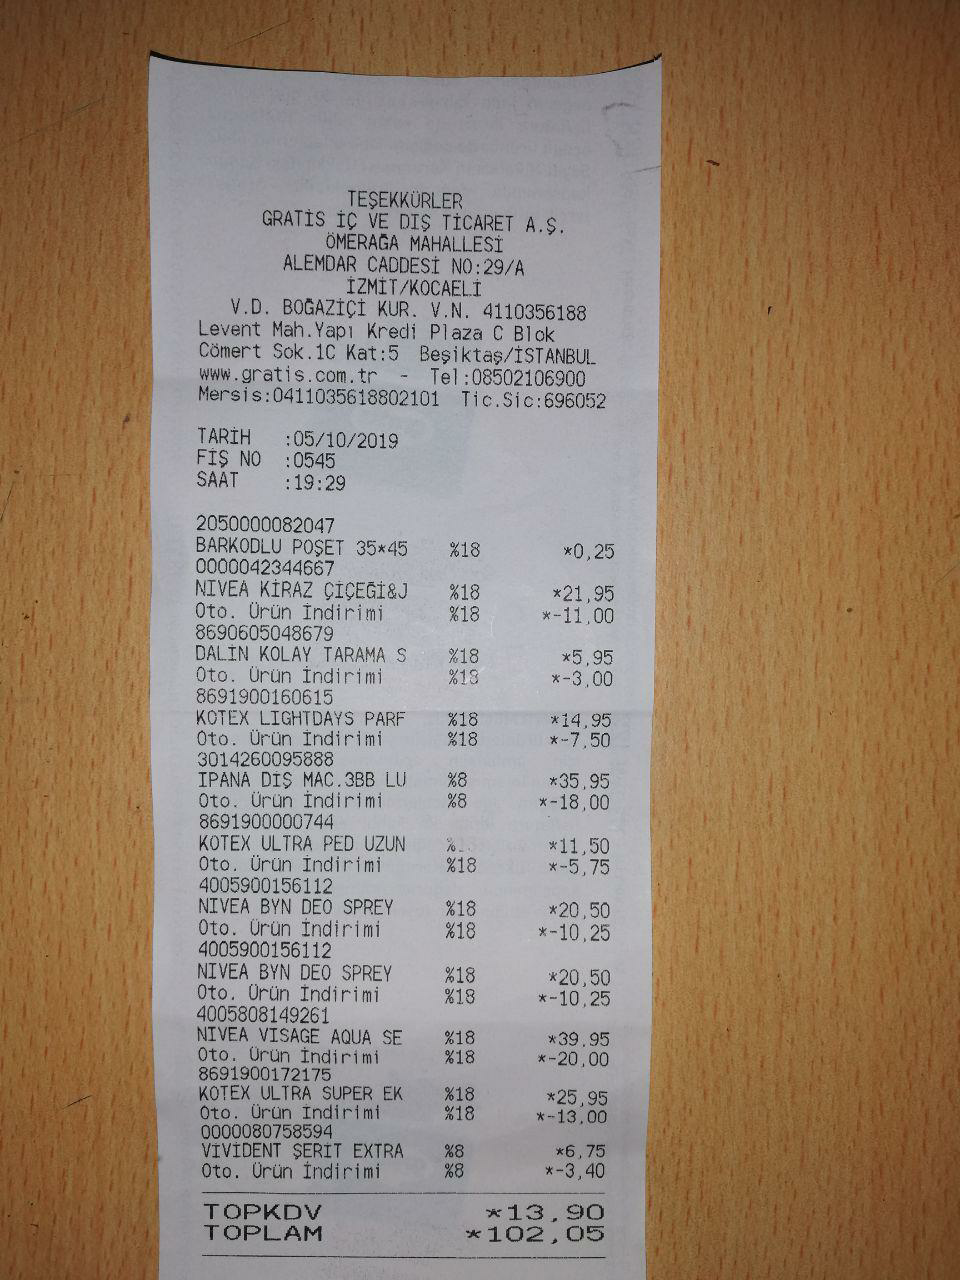 TEŞEKKÜRLER
GRATİS İÇ VE DIŞ TİCARET A.Ş.
ÖMERAĞA MAHALLESİ
ALEMDAR CADDESİ NO:29/A
İZMİT/KOCAELİ
V.D. BOĞAZİÇİ KUR. V.N. 4110356188
Levent Mah.Yapı Kredi Plaza C Blok
Cömert Sok.1C Kat:5 Beşiktaş/İSTANBUL
www.gratis.com.tr - Tel:08502106900
Mersis:0411035618802101 Tic.Sic:696052
TARİH :05/10/2019
FİŞ NO :0545
SAAT :19:29
2050000082047
BARKODLU POŞET 35*45 %18 *0,25
0000042344667
NIVEA KİRAZ ÇİÇEĞİ&J %18 *21,95
Oto. Ürün İndirimi %18 *-11,00
8690605048679
DALİN KOLAY TARAMA S %18 *5,95
Oto. Ürün İndirimi %18 *-3,00
8691900160615
KOTEX LIGHTDAYS PARF %18 *14,95
Oto. Ürün İndirimi %18 *-7,50
3014260095888
IPANA DİŞ MAC.3BB LU %8 *35,95
Oto. Ürün İndirimi %8 *-18,00
8691900000744
KOTEX ULTRA PED UZUN %18 *11,50
Oto. Ürün İndirimi %18 *-5,75
4005900156112
NIVEA BYN DEO SPREY %18 *20,50
Oto. Ürün İndirimi %18 *-10,25
4005900156112
NIVEA BYN DEO SPREY %18 *20,50
Oto. Ürün İndirimi %18 *-10,25
4005808149261
NIVEA VISAGE AQUA SE %18 *39,95
Oto. Ürün İndirimi %18 *-20,00
8691900172175
KOTEX ULTRA SUPER EK %18 *25,95
Oto. Ürün İndirimi %18 *-13,00
0000080758594
VİVİDENT ŞERİT EXTRA %8 *6,75
Oto. Ürün İndirimi %8 *-3,40
TOPKDV *13,90
TOPLAM *102,05